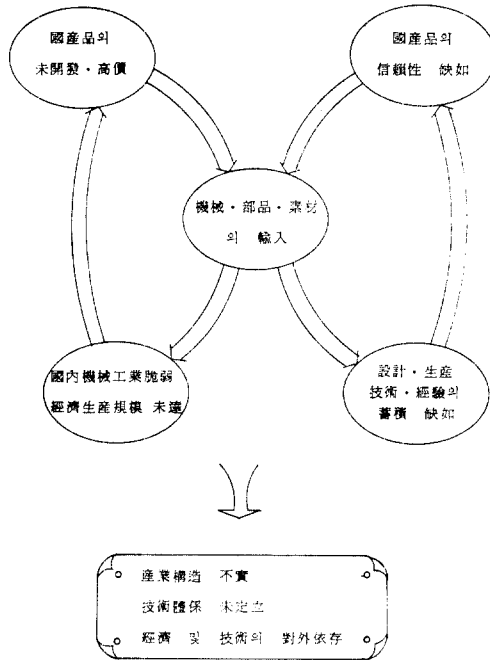 國產品의
未開發・高價
國產品의
信賴性 缺如
機械・部品・素材
의 輸入
國內機械工業脆弱
經濟生產規模 未達
設計・生産
技術・經驗의
蓄積 缺如
産業構造 不實
技術體係 未定立
經濟 및 技術의 對外依存